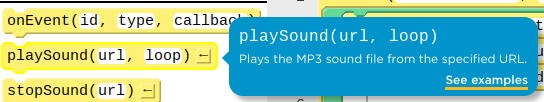 onEvent(id, type, callback)
playSound(url, loop) ←
stopSound(url) ←
playSound(url, loop)
Plays the MP3 sound file from the specified URL.
See examples